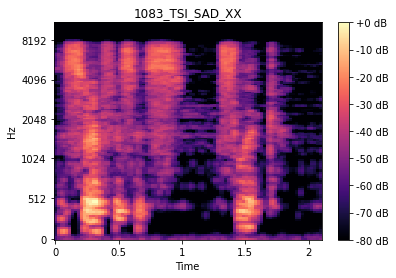 1083_TSI_SAD_XX
+0 dB
8192
-10 dB
4096
-20 dB
-30 dB
2048
Hz
-40 dB
1024
-50 dB
512
-60 dB
-70 dB
0
-80 dB
0 0.5 1 1.5 2
Time